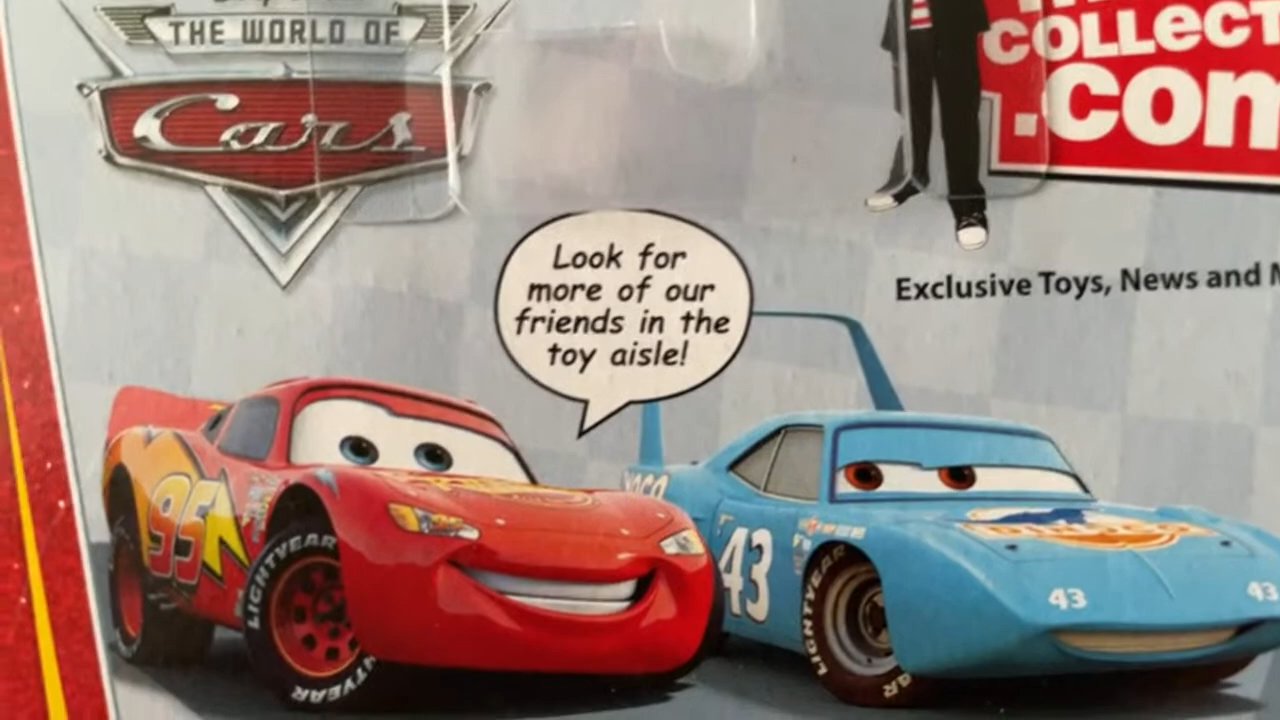 THE WORLD OF
Cars
COLLECT
.com
Look for
more of our
friends in the
toy aisle!
Exclusive Toys, News and
95
LIGHTYEAR
43
LIGHTYEAR
43
43